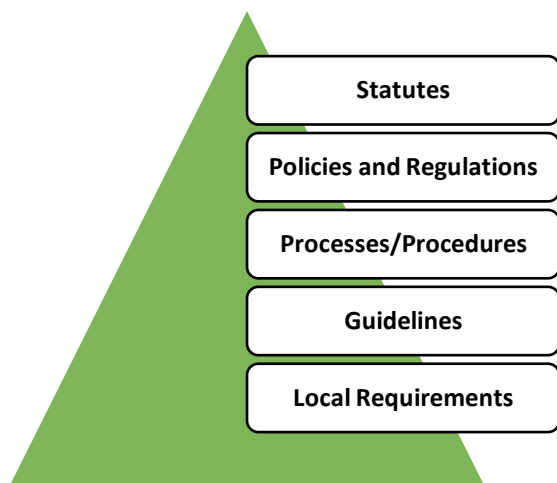 Statutes
Policies and Regulations
Processes/Procedures
Guidelines
Local Requirements